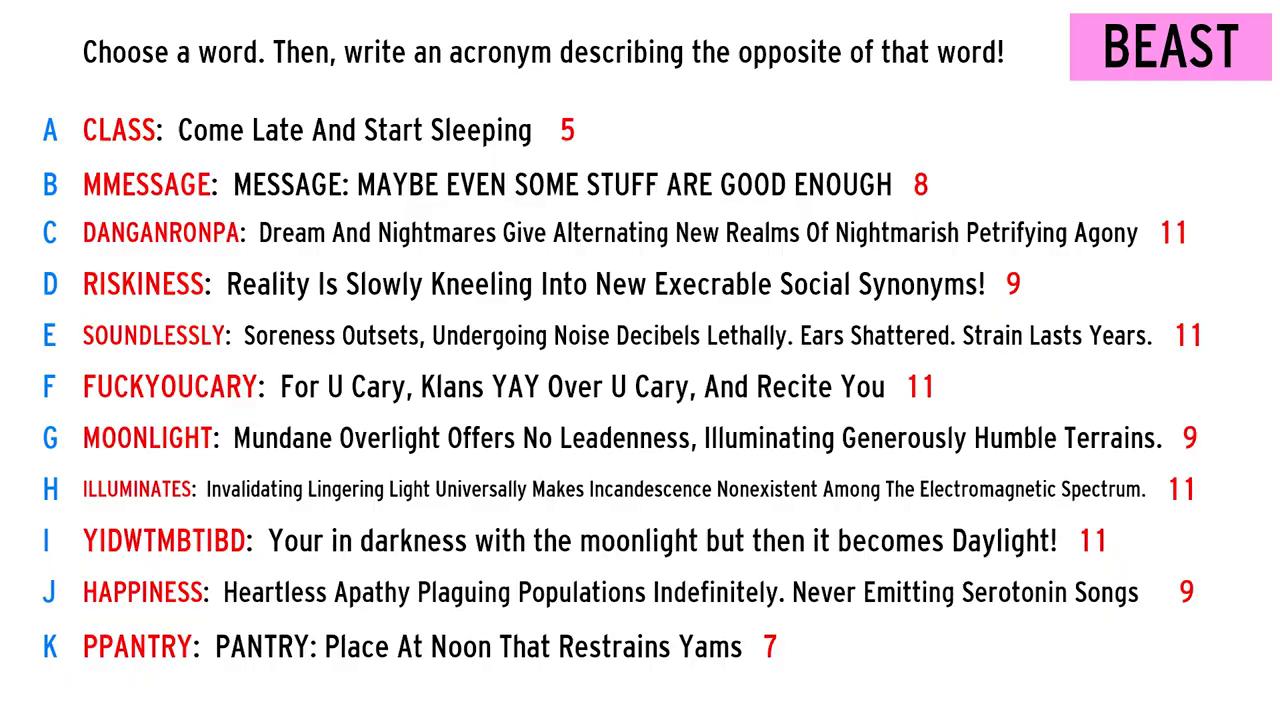 Choose a word. Then, write an acronym describing the opposite of that word!
BEAST
A CLASS: Come Late And Start Sleeping 5
B MMESSAGE: MESSAGE: MAYBE EVEN SOME STUFF ARE GOOD ENOUGH 8
C DANGANRONPA: Dream And Nightmares Give Alternating New Realms Of Nightmarish Petrifying Agony 11
D RISKINESS: Reality Is Slowly Kneeling Into New Execrable Social Synonyms! 9
E SOUNDLESSLY: Soreness Outsets, Undergoing Noise Decibels Lethally. Ears Shattered. Strain Lasts Years. 11
F FUCKYOUCARY: For U Cary, Klans YAY Over U Cary, And Recite You 11
G MOONLIGHT: Mundane Overlight Offers No Leadenness, Illuminating Generously Humble Terrains. 9
H ILLUMINATES: Invalidating Lingering Light Universally Makes Incandescence Nonexistent Among The Electromagnetic Spectrum. 11
I YIDWTMBTIBD: Your in darkness with the moonlight but then it becomes Daylight! 11
J HAPPINESS: Heartless Apathy Plaguing Populations Indefinitely. Never Emitting Serotonin Songs 9
K PPANTRY: PANTRY: Place At Noon That Restrains Yams 7